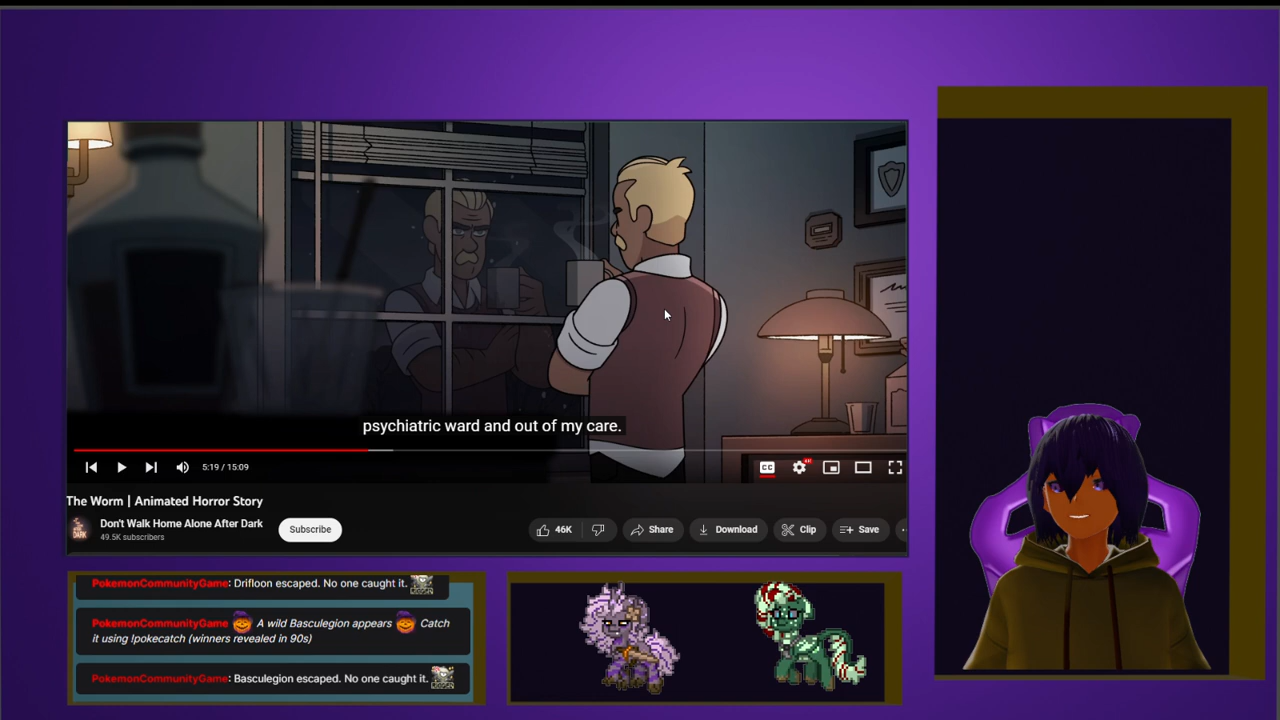 psychiatric ward and out of my care.
5:19 / 15:09
CC
The Worm | Animated Horror Story
Don't Walk Home Alone After Dark
49.5K subscribers
Subscribe
46K
Share
Download
Clip
Save
PokemonCommunityGame: Drifloon escaped. No one caught it.
PokemonCommunityGame A wild Basculegion appears Catch
it using !pokecatch (winners revealed in 90s)
PokemonCommunityGame: Basculegion escaped. No one caught it.